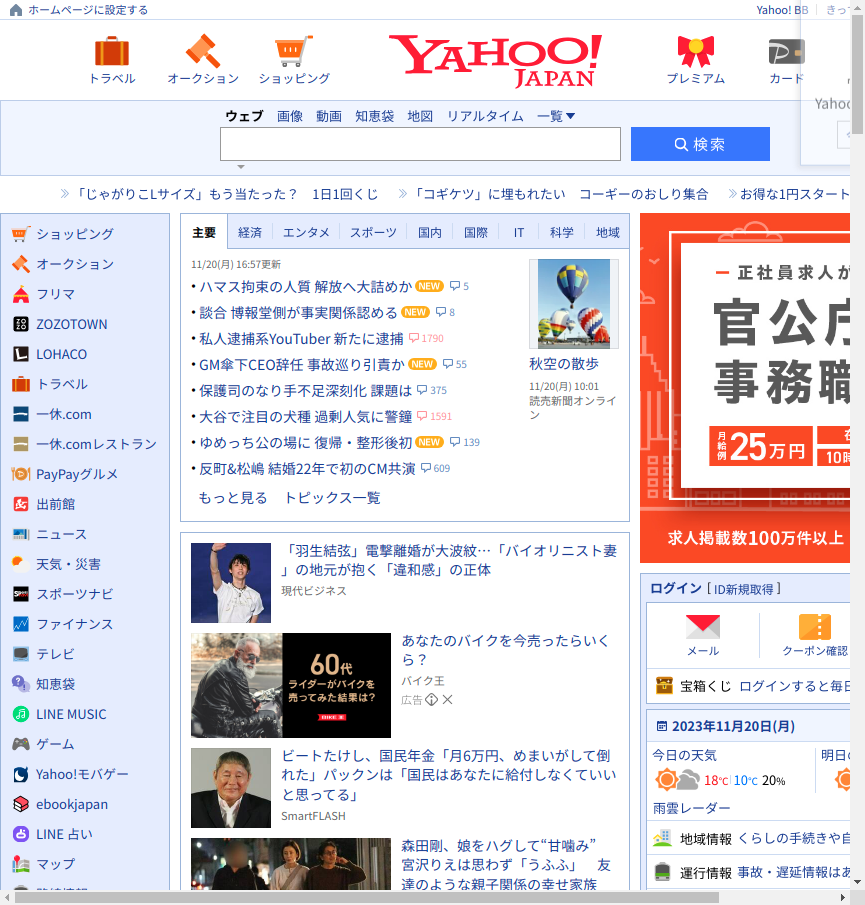 ホームページに設定する
Yahoo! BB
きっ
トラベル
オークション
ショッピング
YAHOO!
JAPAN
プレミアム
カード
Yahoo
ウェブ 画像 動画 知恵袋 地図 リアルタイム 一覧
検索
「じゃがりこLサイズ」もう当たった？ 1日1回くじ
「コギケツ」に埋もれたい コーギーのおしり集合
お得な1円スタート
ショッピング
オークション
フリマ
ZOZOTOWN
LOHACO
トラベル
一休.com
一休.comレストラン
PayPayグルメ
出前館
ニュース
天気・災害
スポーツナビ
ファイナンス
テレビ
知恵袋
LINE MUSIC
ゲーム
Yahoo!モバゲー
ebookjapan
LINE 占い
マップ
主要 経済 エンタメ スポーツ 国内 国際 IT 科学 地域
11/20(月) 16:57更新
ハマス拘束の人質 解放へ大詰めか NEW 5
談合 博報堂側が事実関係認める NEW 8
私人逮捕系YouTuber 新たに逮捕 1790
GM傘下CEO辞任 事故巡り引責か NEW 55
保護司のなり手不足深刻化 課題は 375
大谷で注目の犬種 過剰人気に警鐘 1591
ゆめっち公の場に 復帰・整形後初 NEW 139
反町&松嶋 結婚22年で初のCM共演 609
もっと見る トピックス一覧
秋空の散歩
11/20(月) 10:01
読売新聞オンライ
ン
「羽生結弦」電撃離婚が大波紋…「バイオリニスト妻
」の地元が抱く「違和感」の正体
現代ビジネス
60代
ライダーがバイクを
売ってみた結果は？
あなたのバイクを今売ったらいく
ら？
バイク王
広告
ビートたけし、国民年金「月6万円、めまいがして倒
れた」パックンは「国民はあなたに給付しなくていい
と思ってる」
SmartFLASH
森田剛、娘をハグして“甘噛み”
宮沢りえは思わず「うふふ」 友
達のような親子関係の幸せ家族
正社員求人が
官公庁
事務職
月給例 25万円
10時
求人掲載数100万件以上
ログイン [ ID新規取得 ]
メール
クーポン確認
宝箱くじ ログインすると毎日
2023年11月20日(月)
今日の天気
明日の
18℃ 10℃ 20%
雨雲レーダー
地域情報 くらしの手続きや自
運行情報 事故・遅延情報はあ